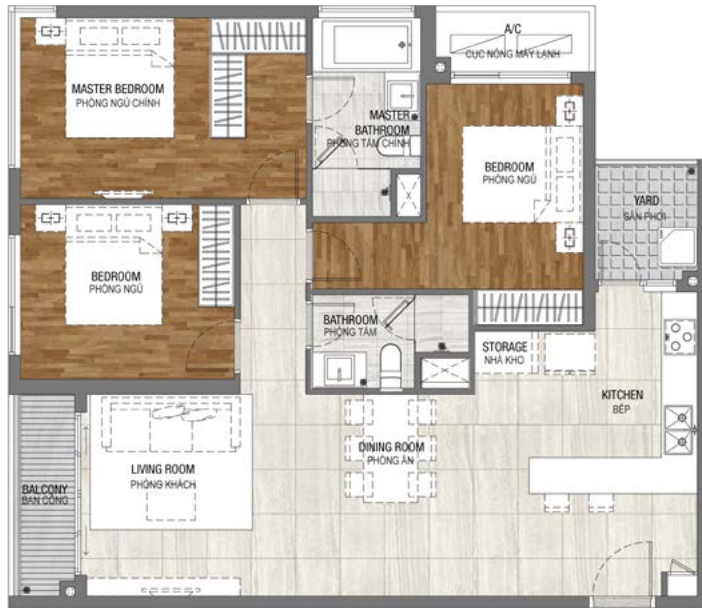 A/C
CỤC NÓNG MÁY LẠNH
MASTER BEDROOM
PHÒNG NGỦ CHÍNH
MASTER
BATHROOM
PHÒNG TẮM CHÍNH
BEDROOM
PHÒNG NGỦ
YARD
SÂN PHƠI
BEDROOM
PHÒNG NGỦ
BATHROOM
PHÒNG TẮM
STORAGE
NHÀ KHO
KITCHEN
BẾP
DINING ROOM
PHÒNG ĂN
LIVING ROOM
PHÒNG KHÁCH
BALCONY
BAN CÔNG